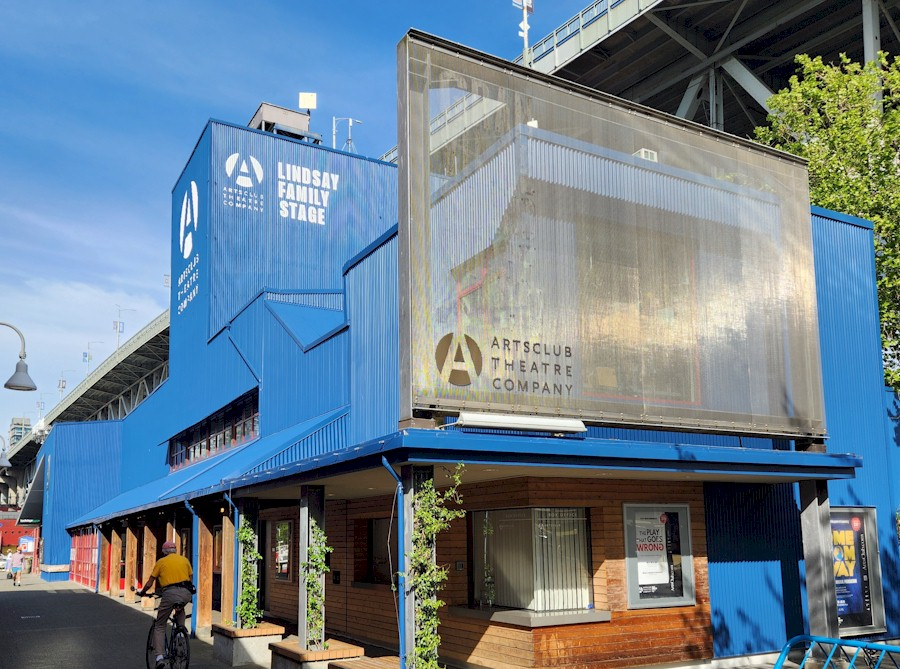 ARTSCLUB
THEATRE
COMPANY
ARTSCLUB
THEATRE
COMPANY
LINDSAY
FAMILY
STAGE
ARTSCLUB
THEATRE
COMPANY
THE PLAY
THAT GOES
WRONG